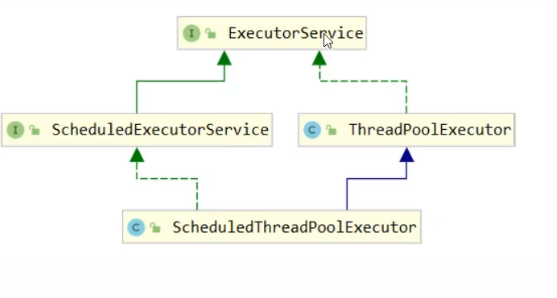 I ExecutorService
I ScheduledExecutorService
C ThreadPoolExecutor
C ScheduledThreadPoolExecutor